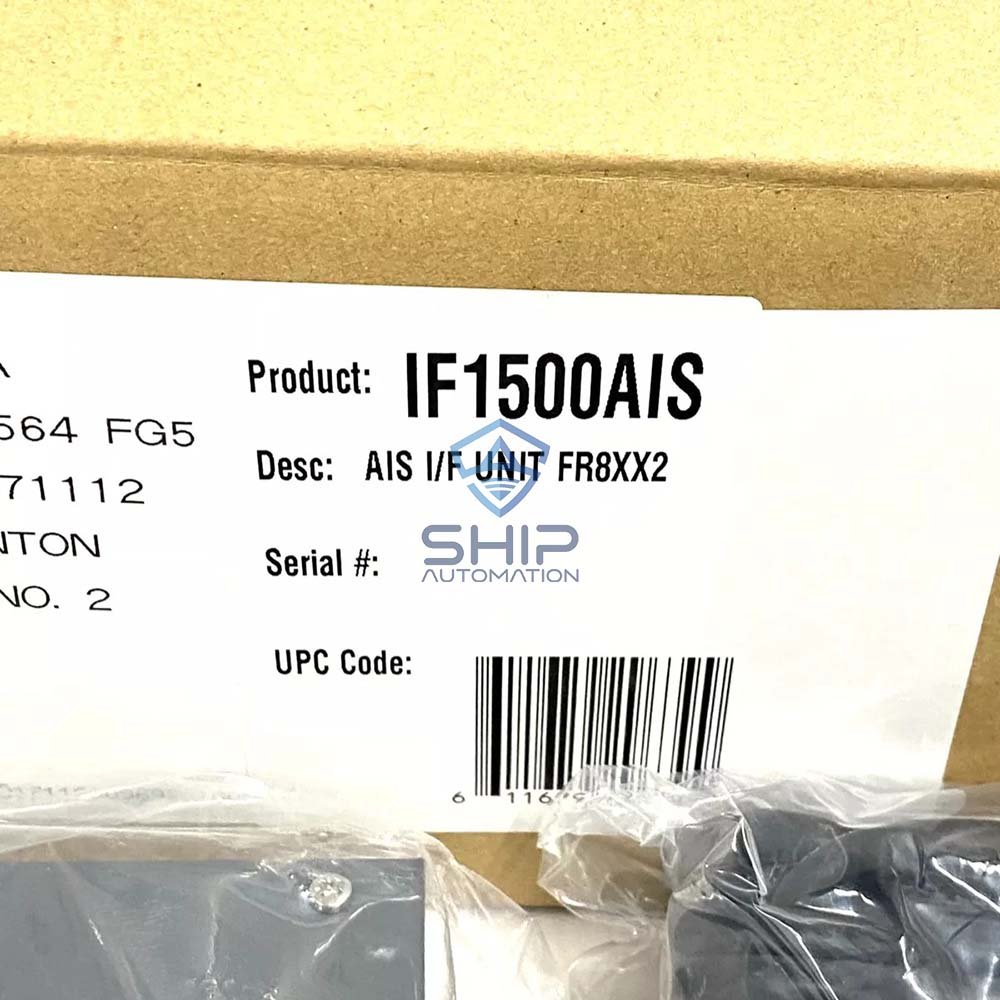 A
564 FG5
71112
NTON
NO. 2
Product: IF1500AIS
Desc: AIS I/F UNIT FR8XX2
Serial #:
UPC Code:
6 116
SHIP
AUTOMATION